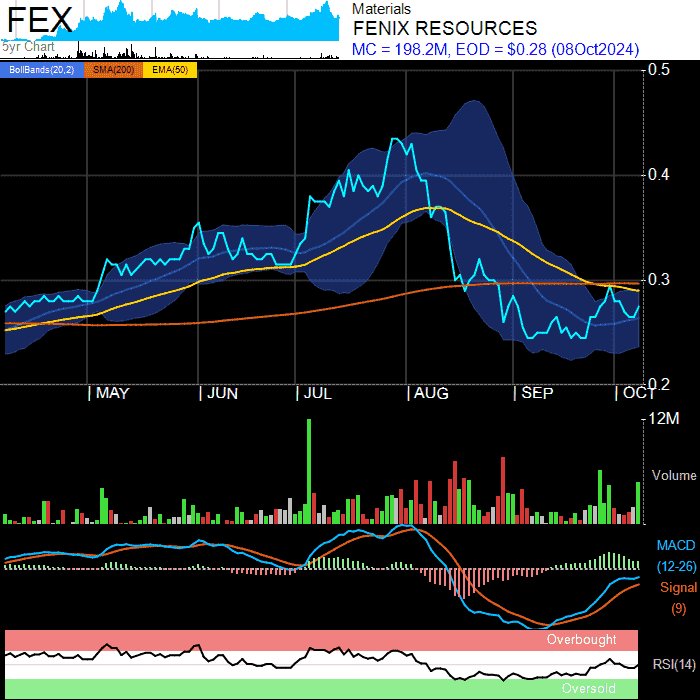 FEX
5yr Chart
Materials
FENIX RESOURCES
MC = 198.2M, EOD = $0.28 (08Oct2024)
BollBands(20,2) SMA(200) EMA(50)
0.5
0.4
0.3
0.2
| MAY | JUN | JUL | AUG | SEP | OCT
12M
Volume
MACD
(12-26)
Signal
(9)
Overbought
RSI(14)
Oversold